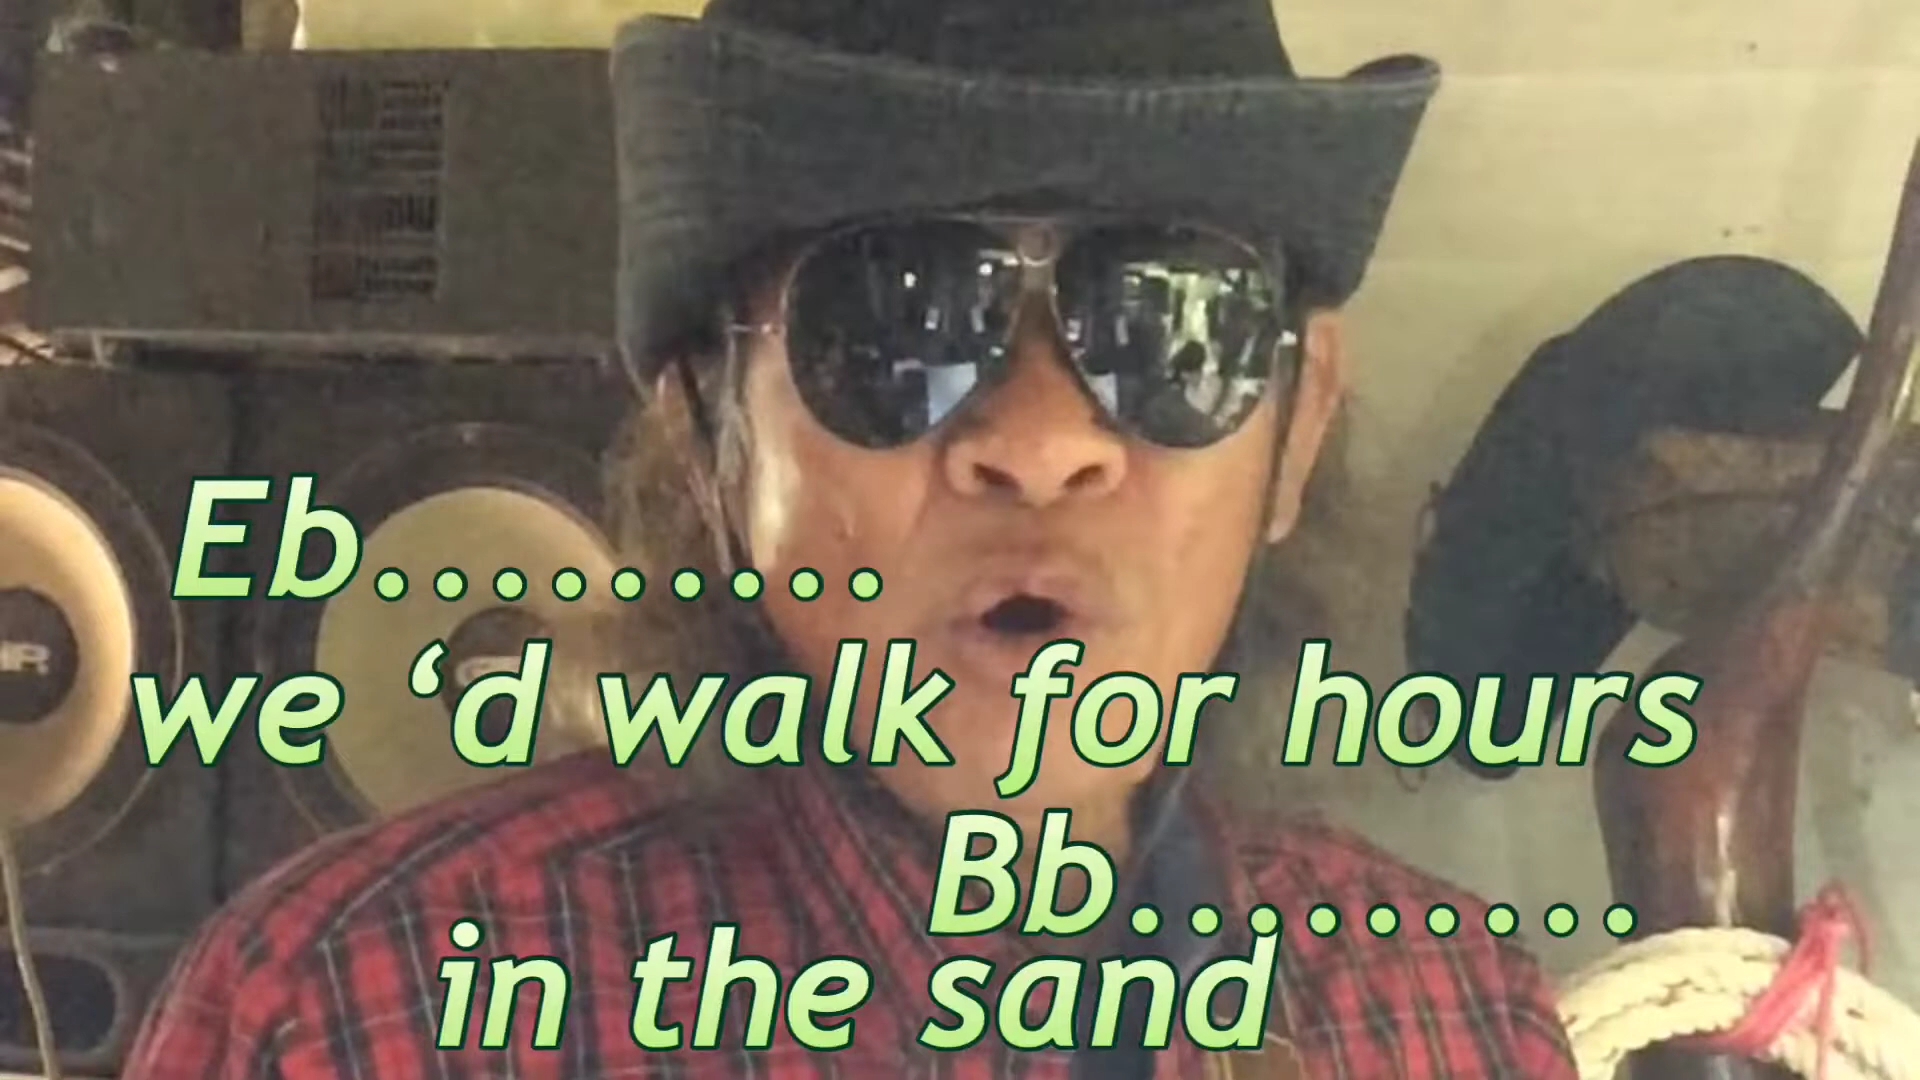 Eb.........
we ‘d walk for hours
Bb.........
in the sand